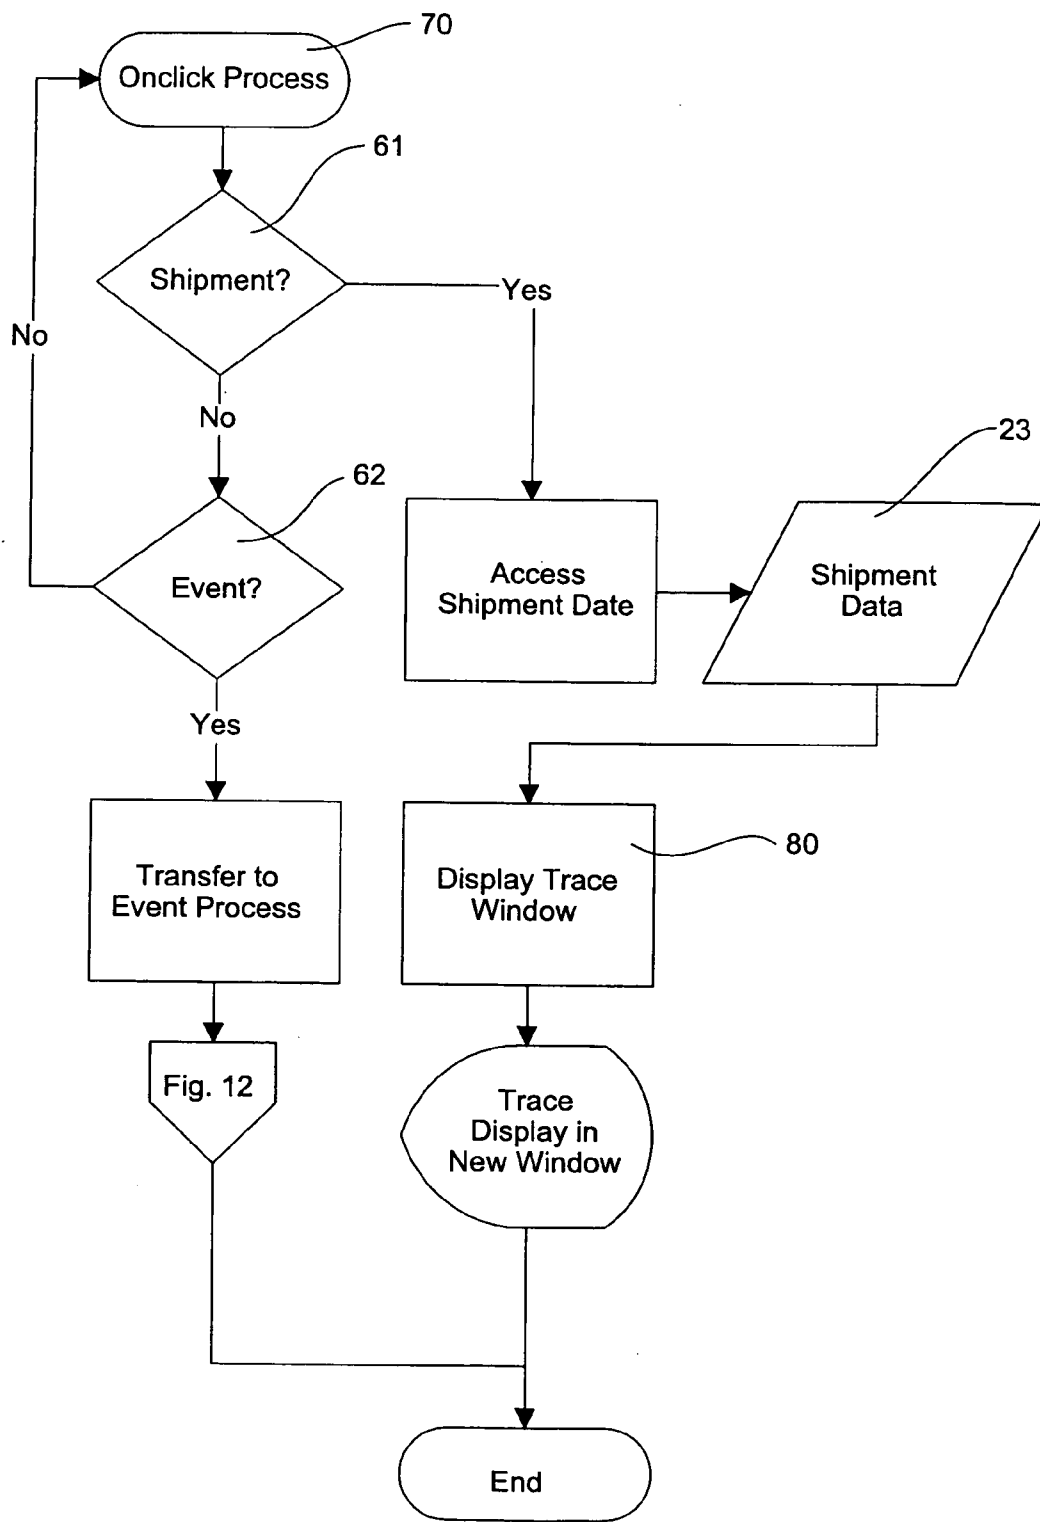 70
Onclick Process
61
Shipment?
Yes
No
No
23
62
Event?
Access
Shipment Date
Shipment
Data
Yes
80
Transfer to
Event Process
Display Trace
Window
Fig. 12
Trace
Display in
New Window
End